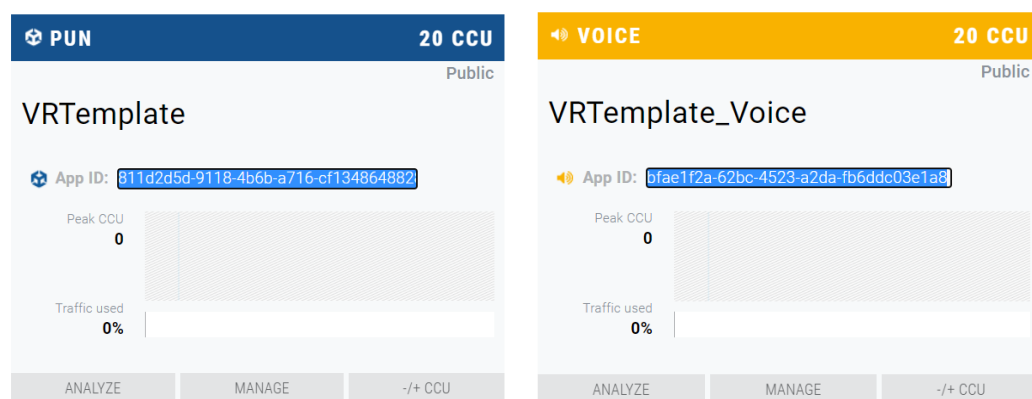 PUN 20 CCU
Public
VRTemplate
App ID: 811d2d5d-9118-4b6b-a716-cf134864882
Peak CCU
0
Traffic used
0%
ANALYZE MANAGE -/+ CCU
VOICE 20 CCU
Public
VRTemplate_Voice
App ID: bfae1f2a-62bc-4523-a2da-fb6ddc03e1a8
Peak CCU
0
Traffic used
0%
ANALYZE MANAGE -/+ CCU